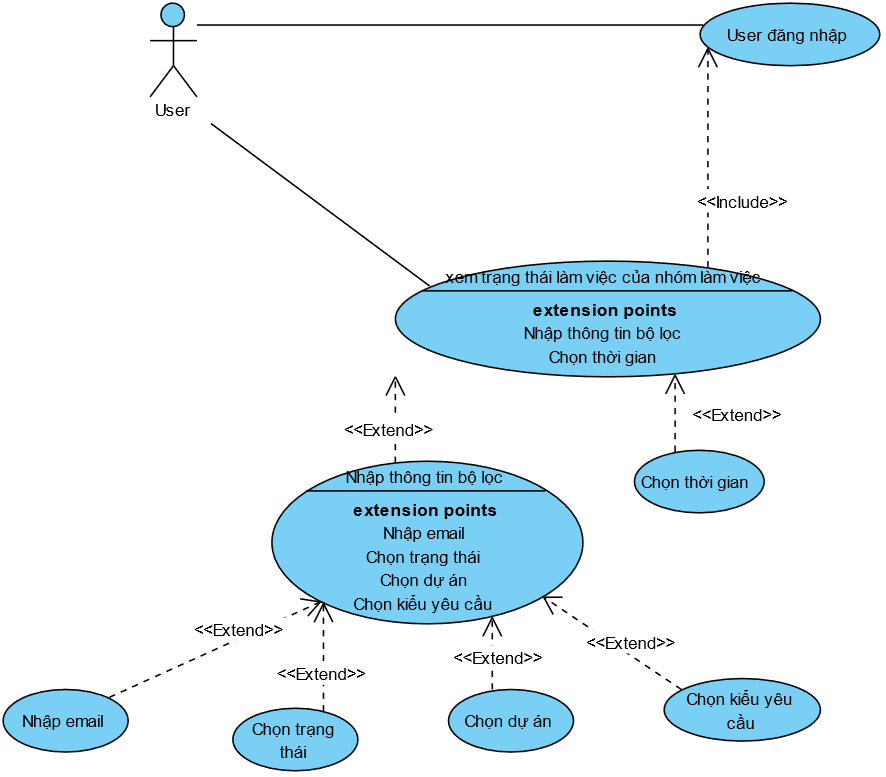 User đăng nhập
User
<<Include>>
xem trạng thái làm việc của nhóm làm việc
extension points
Nhập thông tin bộ lọc
Chọn thời gian
<<Extend>>
<<Extend>>
Nhập thông tin bộ lọc
Chọn thời gian
extension points
Nhập email
Chọn trạng thái
Chọn dự án
Chọn kiểu yêu cầu
<<Extend>>
<<Extend>>
<<Extend>>
<<Extend>>
Nhập email
Chọn trạng
thái
Chọn dự án
Chọn kiểu yêu
cầu